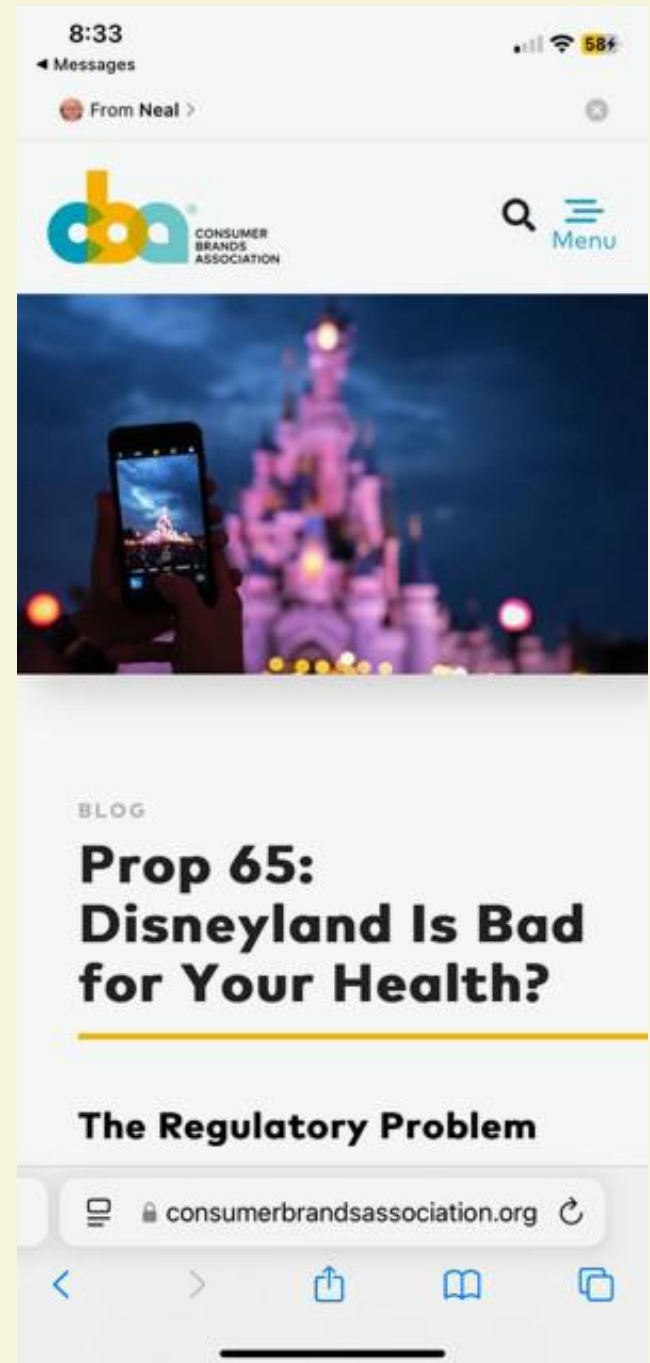 8:33
58
◀ Messages
From Neal >
cba®
CONSUMER
BRANDS
ASSOCIATION
Menu
BLOG
Prop 65:
Disneyland Is Bad
for Your Health?
The Regulatory Problem
consumerbrandsassociation.org